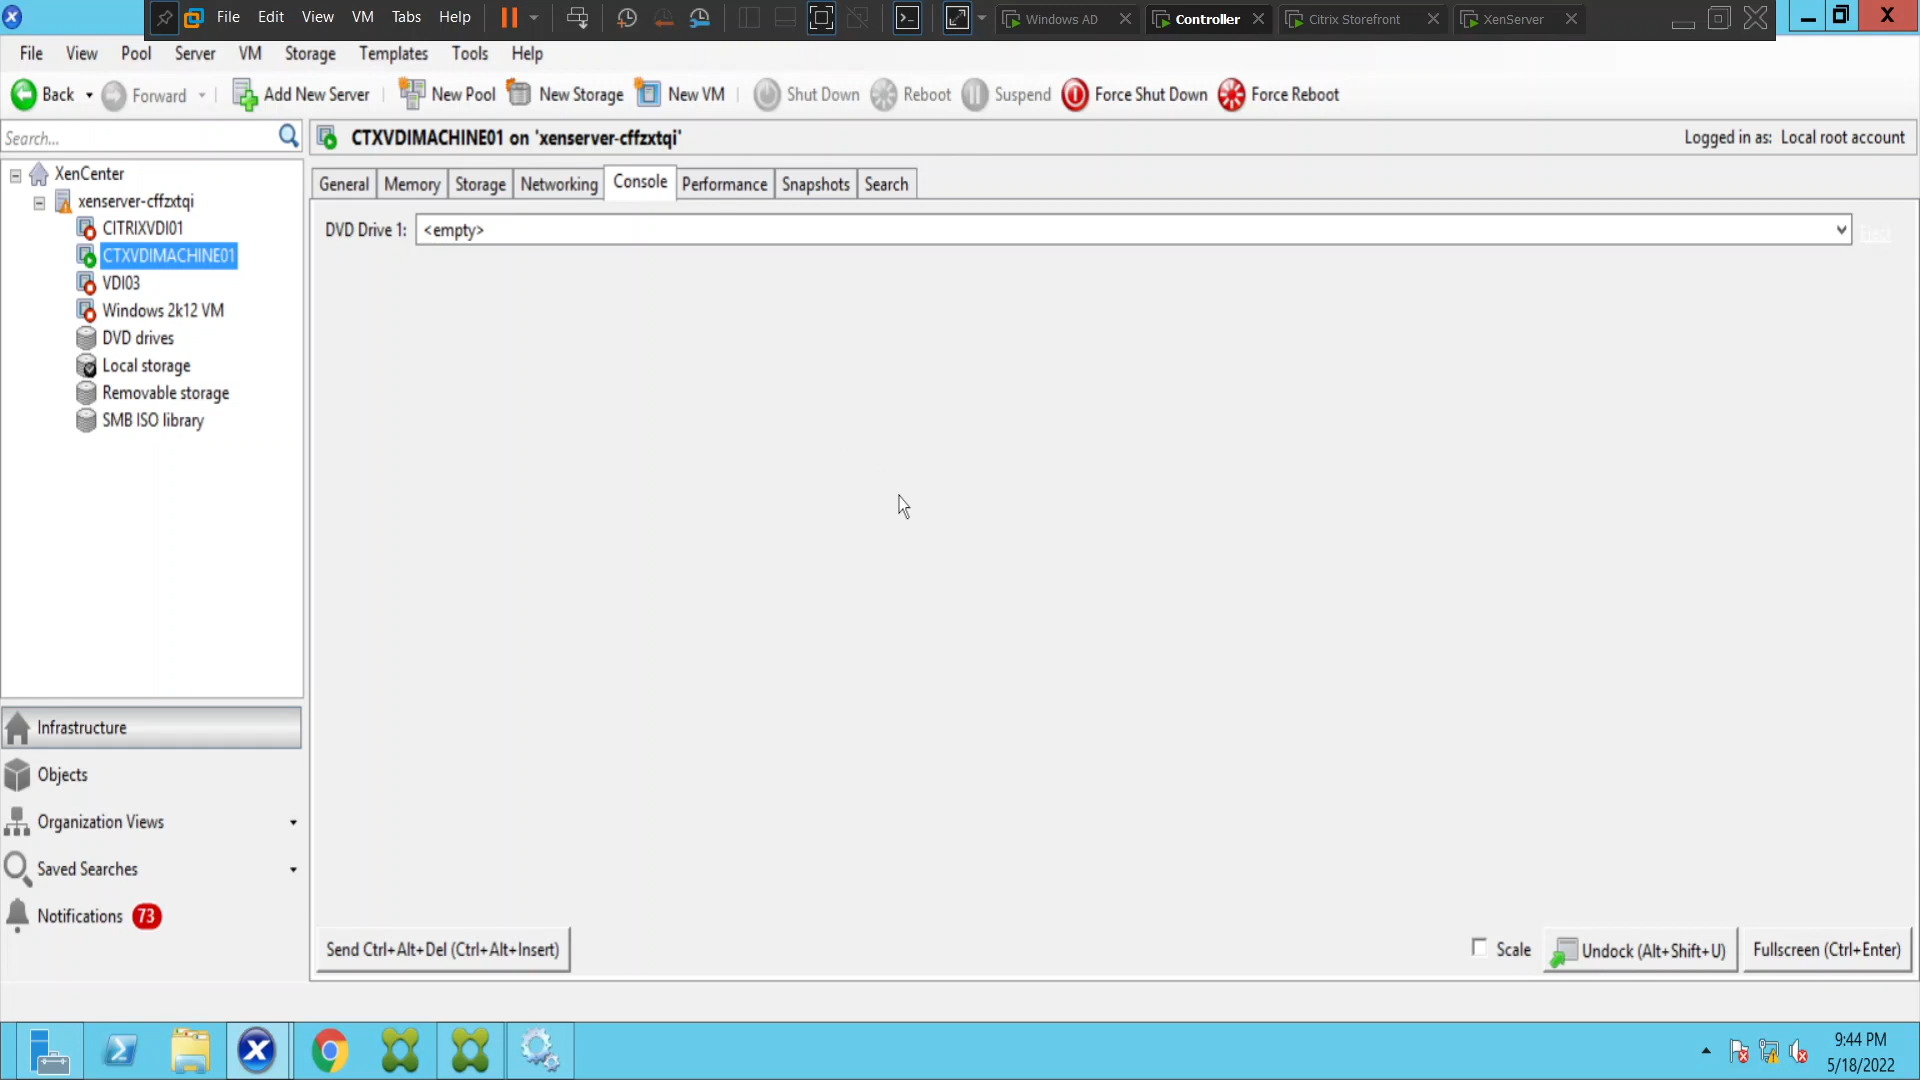 File Edit View VM Tabs Help Windows AD Controller Citrix Storefront XenServer
File View Pool Server VM Storage Templates Tools Help
Back Forward Add New Server New Pool New Storage New VM Shut Down Reboot Suspend Force Shut Down Force Reboot
Search...
CTXVDIMACHINE01 on 'xenserver-cffzxtqi' Logged in as: Local root account
XenCenter
xenserver-cffzxtqi
CITRIXVDI01
CTXVDIMACHINE01
VDI03
Windows 2k12 VM
DVD drives
Local storage
Removable storage
SMB ISO library
General Memory Storage Networking Console Performance Snapshots Search
DVD Drive 1: <empty> Eject
Infrastructure
Objects
Organization Views
Saved Searches
Notifications 73
Send Ctrl+Alt+Del (Ctrl+Alt+Insert) Scale Undock (Alt+Shift+U) Fullscreen (Ctrl+Enter)
9:44 PM
5/18/2022